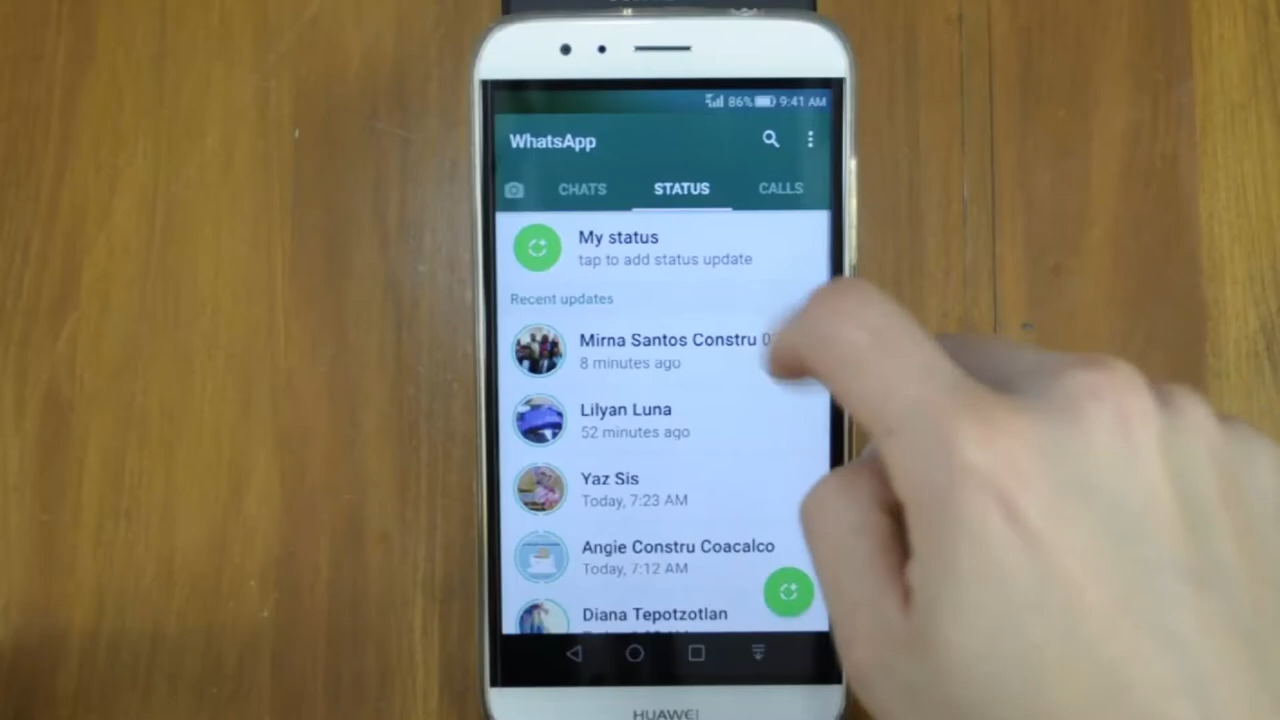 86% 9:41 AM
WhatsApp
CHATS STATUS CALLS
My status
tap to add status update
Recent updates
Mirna Santos Constru
8 minutes ago
Lilyan Luna
52 minutes ago
Yaz Sis
Today, 7:23 AM
Angie Constru Coacalco
Today, 7:12 AM
Diana Tepotzotlan
HUAWEI